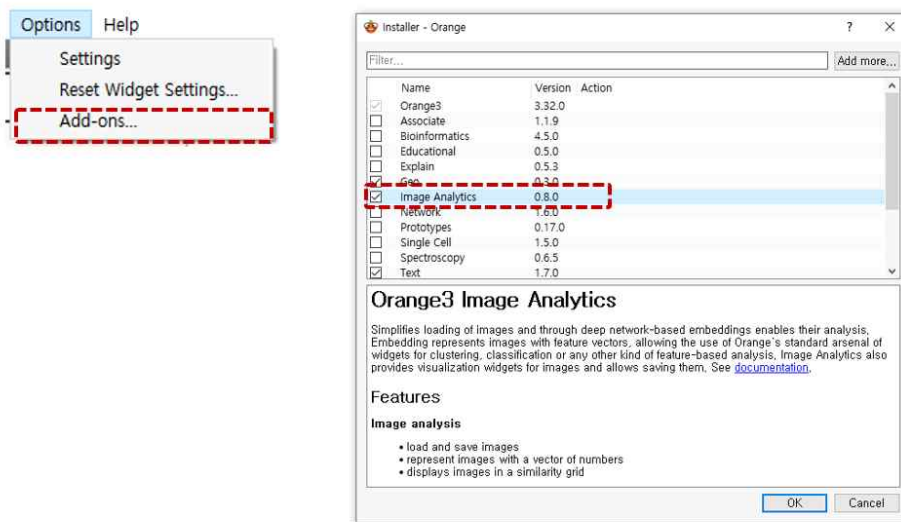 Options Help
Settings
Reset Widget Settings...
Add-ons...
Installer - Orange ? ×
Filter...
Add more...
Name Version Action
Orange3 3.32.0
Associate 1.1.9
Bioinformatics 4.5.0
Educational 0.5.0
Explain 0.5.3
Geo 0.3.0
Image Analytics 0.8.0
Network 1.6.0
Prototypes 0.17.0
Single Cell 1.5.0
Spectroscopy 0.6.5
Text 1.7.0
Orange3 Image Analytics
Simplifies loading of images and through deep network-based embeddings enables their analysis.
Embedding represents images with feature vectors, allowing the use of Orange's standard arsenal of
widgets for clustering, classification or any other kind of feature-based analysis. Image Analytics also
provides visualization widgets for images and allows saving them. See documentation.
Features
Image analysis
• load and save images
• represent images with a vector of numbers
• displays images in a similarity grid
OK Cancel